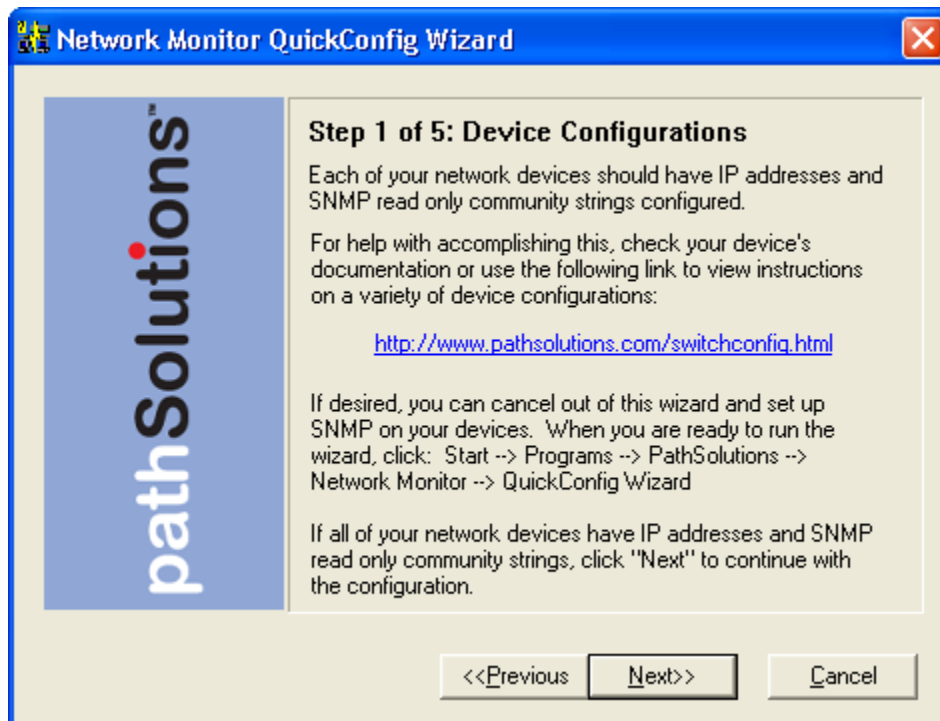 Network Monitor QuickConfig Wizard
pathSolutions™
Step 1 of 5: Device Configurations
Each of your network devices should have IP addresses and
SNMP read only community strings configured.
For help with accomplishing this, check your device's
documentation or use the following link to view instructions
on a variety of device configurations:
http://www.pathsolutions.com/switchconfig.html
If desired, you can cancel out of this wizard and set up
SNMP on your devices.  When you are ready to run the
wizard, click:  Start --> Programs --> PathSolutions -->
Network Monitor --> QuickConfig Wizard
If all of your network devices have IP addresses and SNMP
read only community strings, click "Next" to continue with
the configuration.
<<Previous
Next>>
Cancel